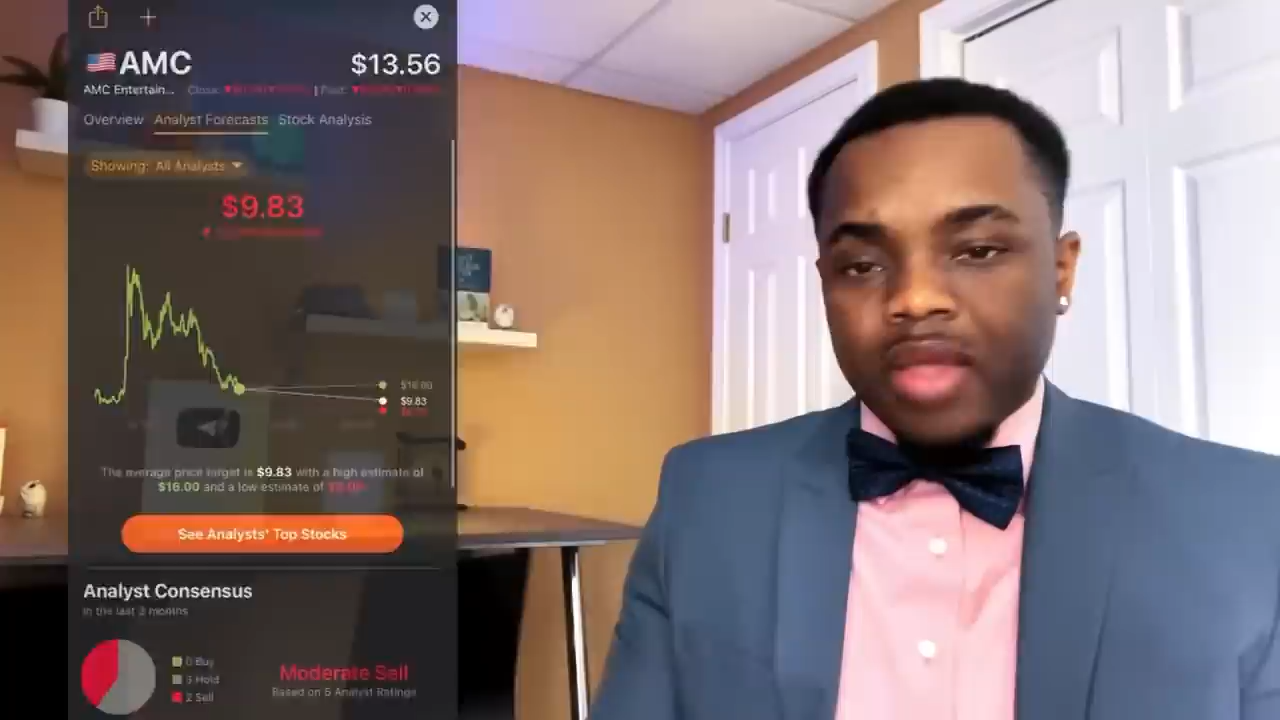 AMC
$13.56
AMC Entertain... Close: | Post:
Overview Analyst Forecasts Stock Analysis
Showing: All Analysts
$9.83
$16.00
$9.83
The average price target is $9.83 with a high estimate of
$16.00 and a low estimate of
See Analysts' Top Stocks
Analyst Consensus
In the last 3 months
0 Buy
3 Hold
2 Sell
Moderate Sell
Based on 5 Analyst Ratings